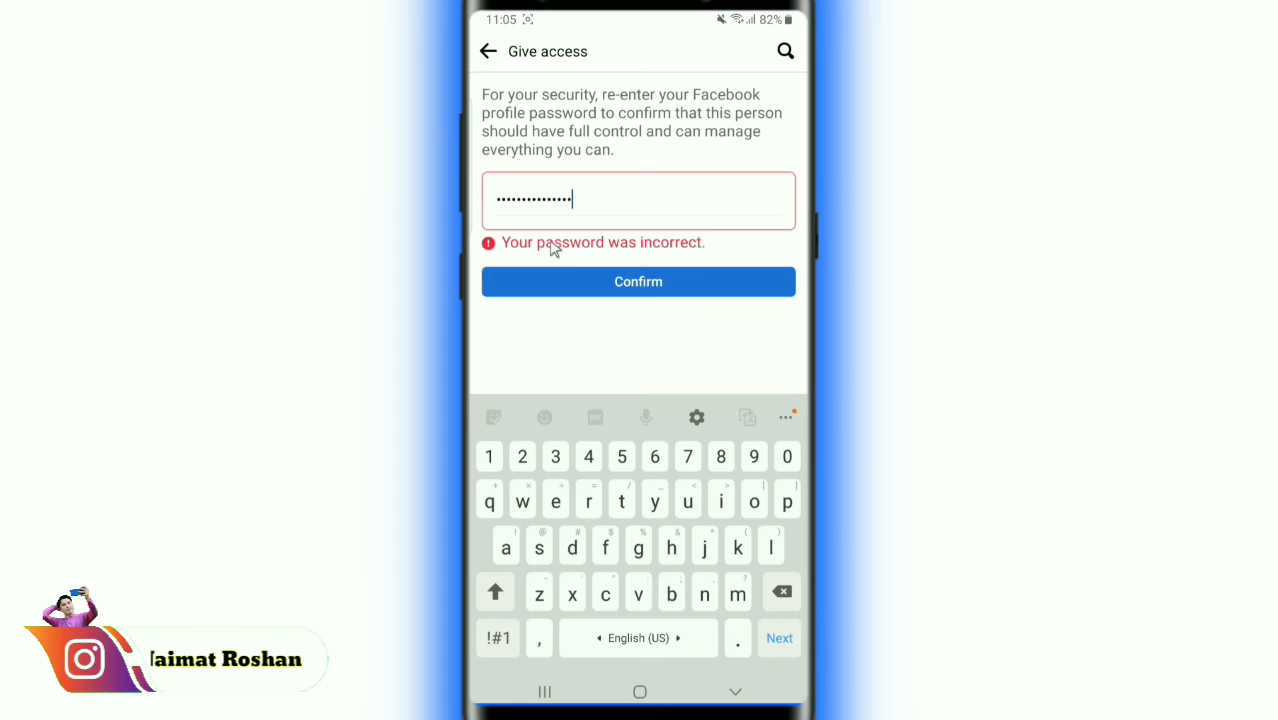 11:05
82%
Give access
For your security, re-enter your Facebook
profile password to confirm that this person
should have full control and can manage
everything you can.
•••••••••••••••
Your password was incorrect.
Confirm
1 2 3 4 5 6 7 8 9 0
q w e r t y u i o p
a s d f g h j k l
z x c v b n m
!#1 , English (US) . Next
aimat Roshan